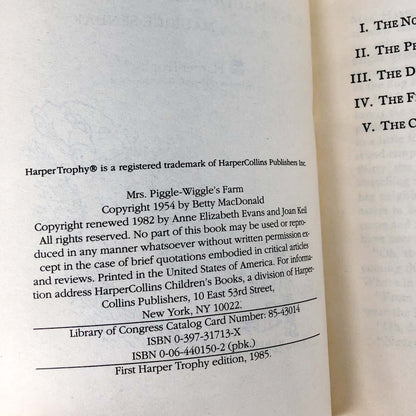 HarperTrophy® is a registered trademark of HarperCollins Publishers Inc.
Mrs. Piggle-Wiggle's Farm
Copyright 1954 by Betty MacDonald
Copyright renewed 1982 by Anne Elizabeth Evans and Joan Keil
All rights reserved. No part of this book may be used or repro-
duced in any manner whatsoever without written permission ex-
cept in the case of brief quotations embodied in critical articles
and reviews. Printed in the United States of America. For informa-
tion address HarperCollins Children's Books, a division of Harper-
Collins Publishers, 10 East 53rd Street,
New York, NY 10022.
Library of Congress Catalog Card Number: 85-43014
ISBN 0-397-31713-X
ISBN 0-06-440150-2 (pbk.)
First Harper Trophy edition, 1985.
I. THE NO
II. THE PE
III. THE D
IV. THE F
V. THE C